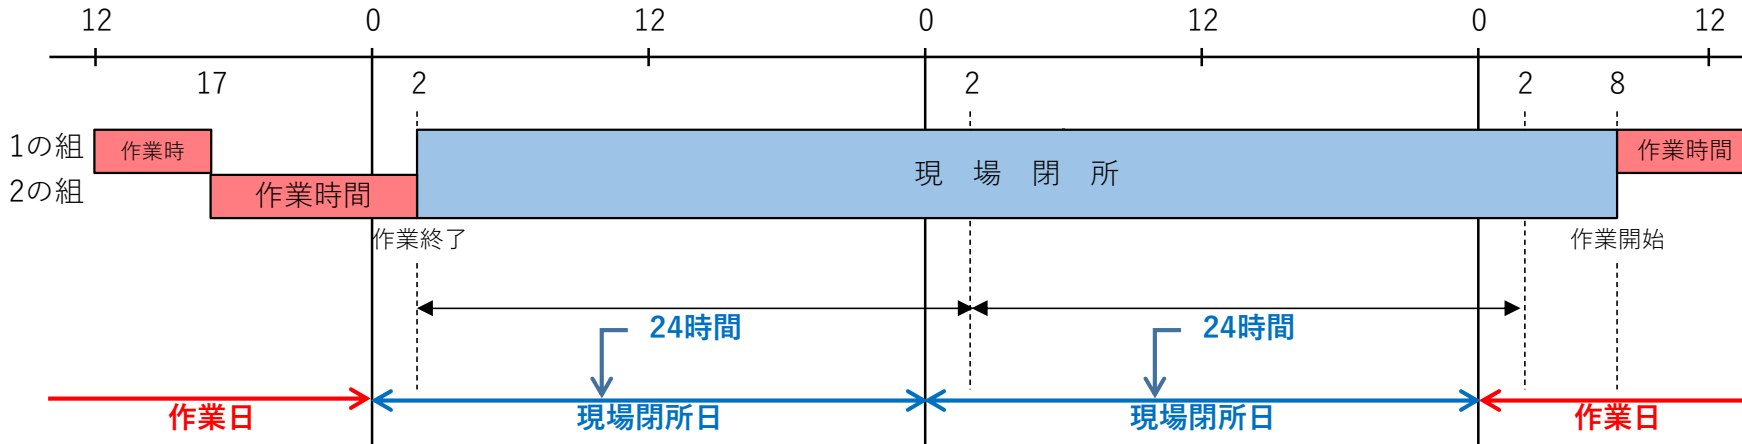 12 0 12 0 12 0 12
17 2 2 2 8
1の組 作業時 作業時間
現 場 閉 所
2の組 作業時間
作業終了 作業開始
24時間 24時間
作業日 現場閉所日 現場閉所日 作業日